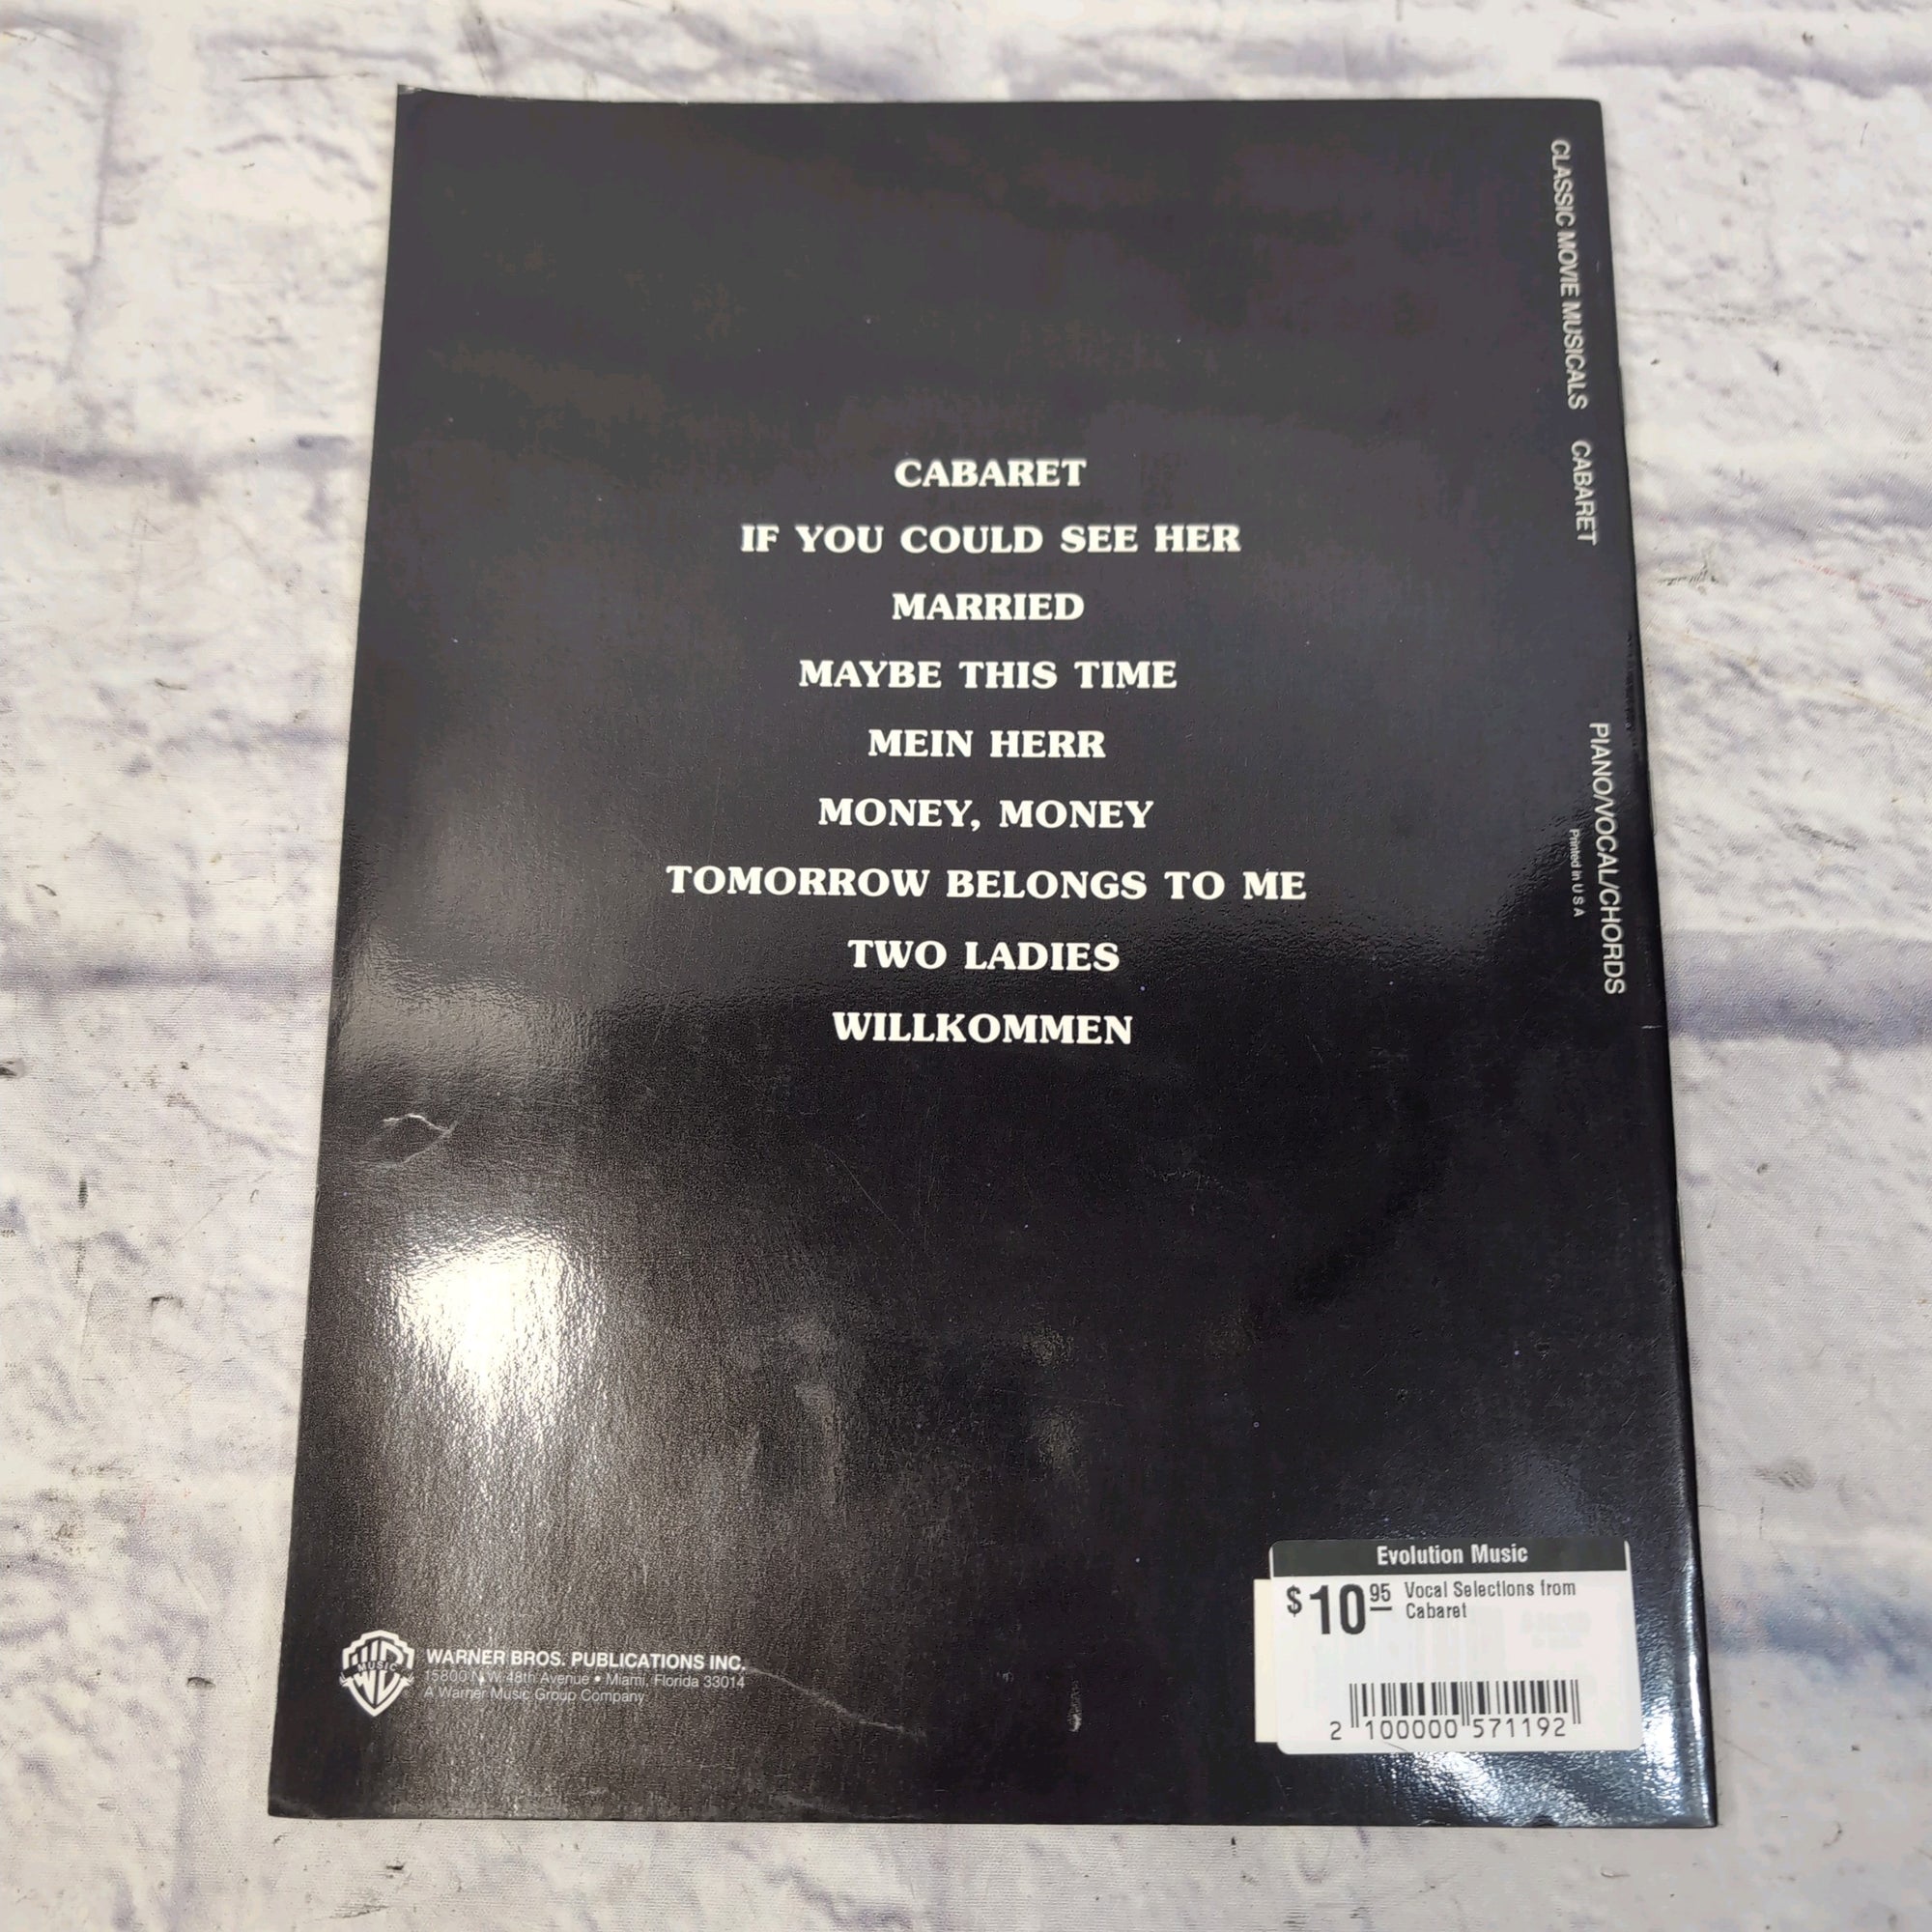 CABARET
IF YOU COULD SEE HER
MARRIED
MAYBE THIS TIME
MEIN HERR
MONEY, MONEY
TOMORROW BELONGS TO ME
TWO LADIES
WILLKOMMEN
CLASSIC MOVIE MUSICALS CABARET PIANO/VOCAL/CHORDS
Printed in U S A
MUSIC
WARNER BROS. PUBLICATIONS INC.
15800 N.W. 48th Avenue • Miami, Florida 33014
A Warner Music Group Company
Evolution Music
$10 95 Vocal Selections from
Cabaret
2 100000 571192